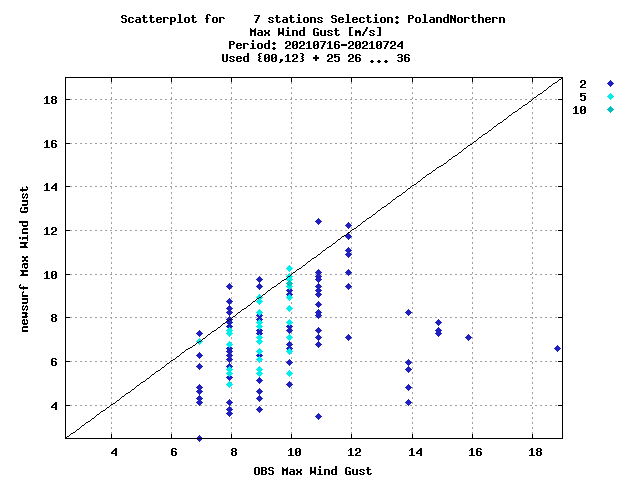 Scatterplot for    7 stations Selection: PolandNorthern
Max Wind Gust [m/s]
Period: 20210716-20210724
Used {00,12} + 25 26 ... 36
2
5
10
18
16
14
12
10
8
6
4
newsurf Max Wind Gust
4 6 8 10 12 14 16 18
OBS Max Wind Gust